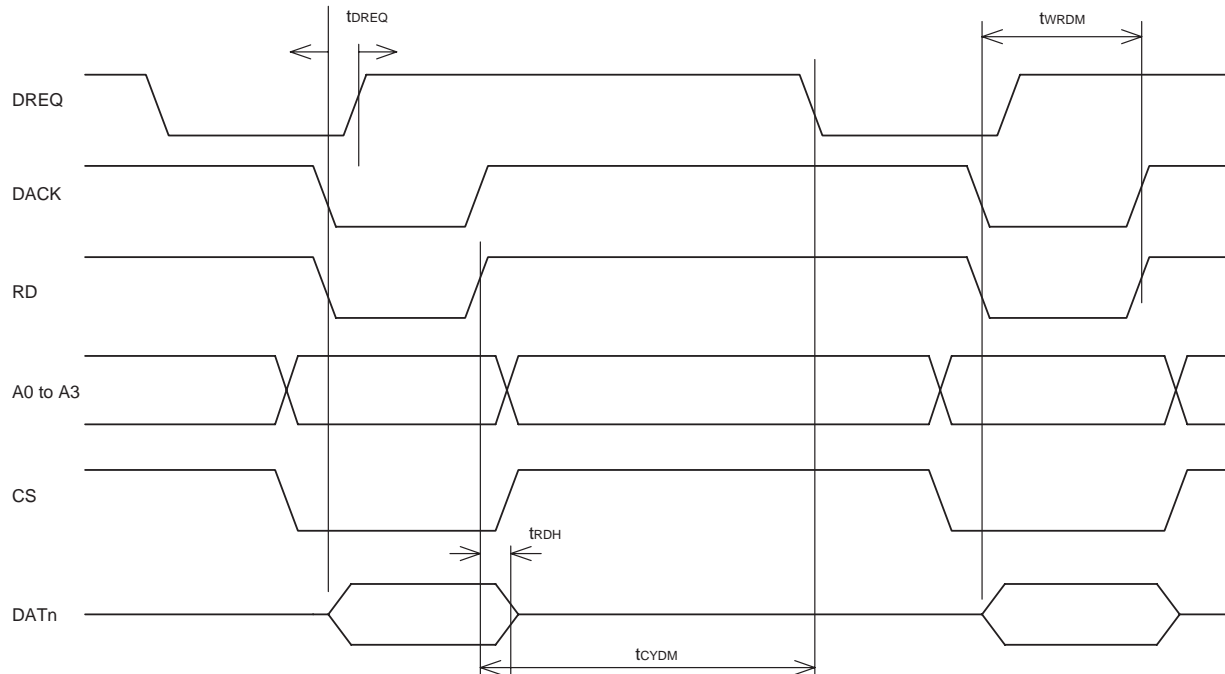 tDREQ
tWRDM
DREQ
DACK
RD
A0 to A3
CS
tRDH
DATn
tCYDM